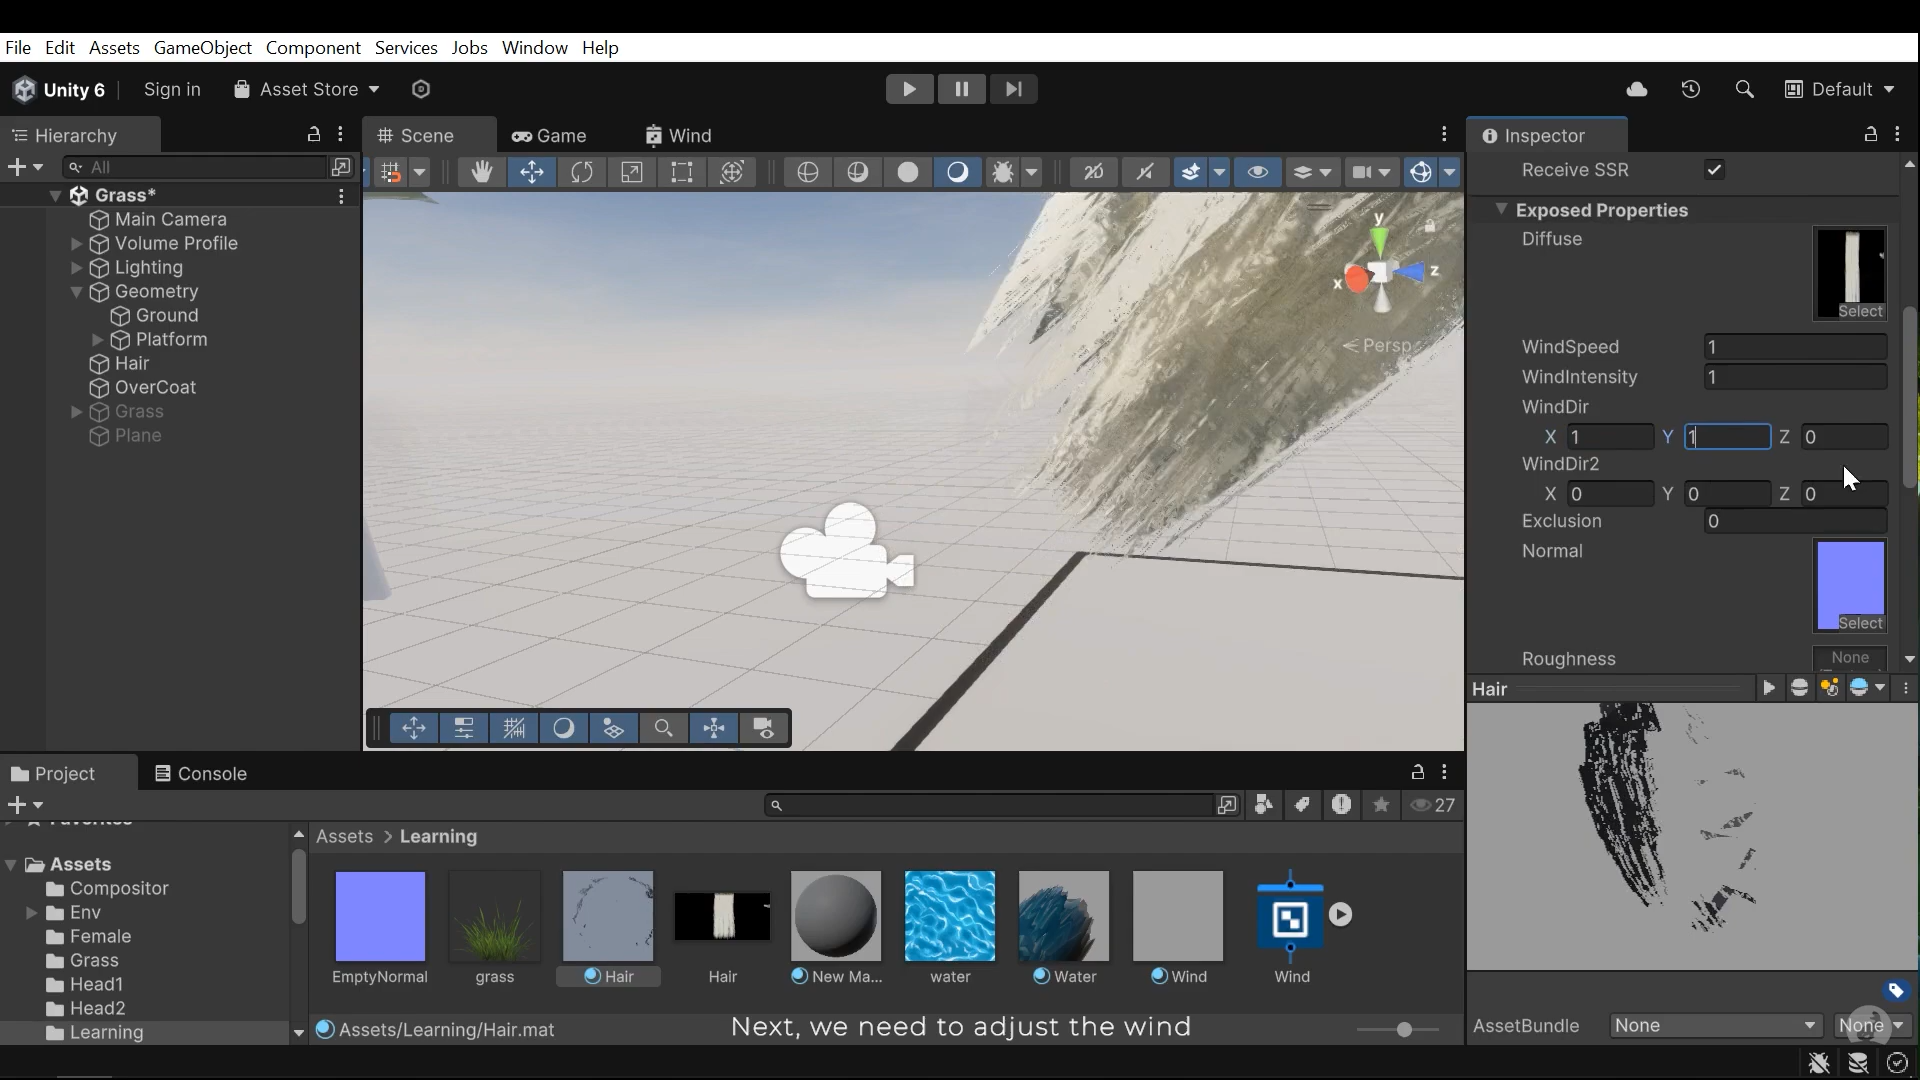 File Edit Assets GameObject Component Services Jobs Window Help
Unity 6 Sign in Asset Store Default
Hierarchy
All
Grass*
Main Camera
Volume Profile
Lighting
Geometry
Ground
Platform
Hair
OverCoat
Grass
Plane
Scene Game Wind
y
x
z
Persp
Inspector
Receive SSR
Exposed Properties
Diffuse
Select
WindSpeed 1
WindIntensity 1
WindDir
X 1 Y 1 Z 0
WindDir2
X 0 Y 0 Z 0
Exclusion 0
Normal
Select
Roughness None
Hair
AssetBundle None None
Project Console
27
Assets
Compositor
Env
Female
Grass
Head1
Head2
Learning
Assets > Learning
EmptyNormal grass Hair Hair New Ma... water Water Wind Wind
Assets/Learning/Hair.mat
Next, we need to adjust the wind